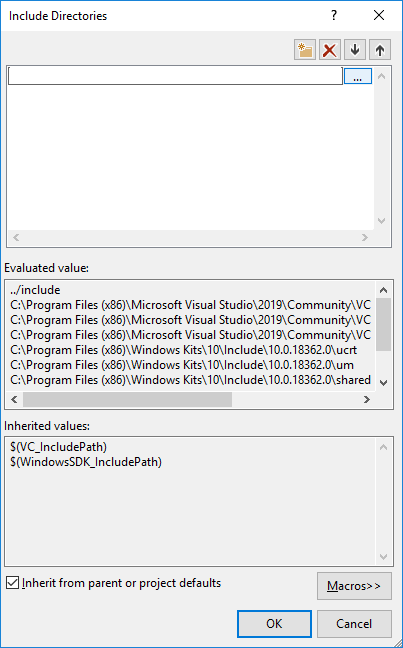 Include Directories
...
Evaluated value:
../include
C:\Program Files (x86)\Microsoft Visual Studio\2019\Community\VC
C:\Program Files (x86)\Microsoft Visual Studio\2019\Community\VC
C:\Program Files (x86)\Microsoft Visual Studio\2019\Community\VC
C:\Program Files (x86)\Windows Kits\10\Include\10.0.18362.0\ucrt
C:\Program Files (x86)\Windows Kits\10\Include\10.0.18362.0\um
C:\Program Files (x86)\Windows Kits\10\Include\10.0.18362.0\shared
Inherited values:
$(VC_IncludePath)
$(WindowsSDK_IncludePath)
Inherit from parent or project defaults
Macros>>
OK Cancel